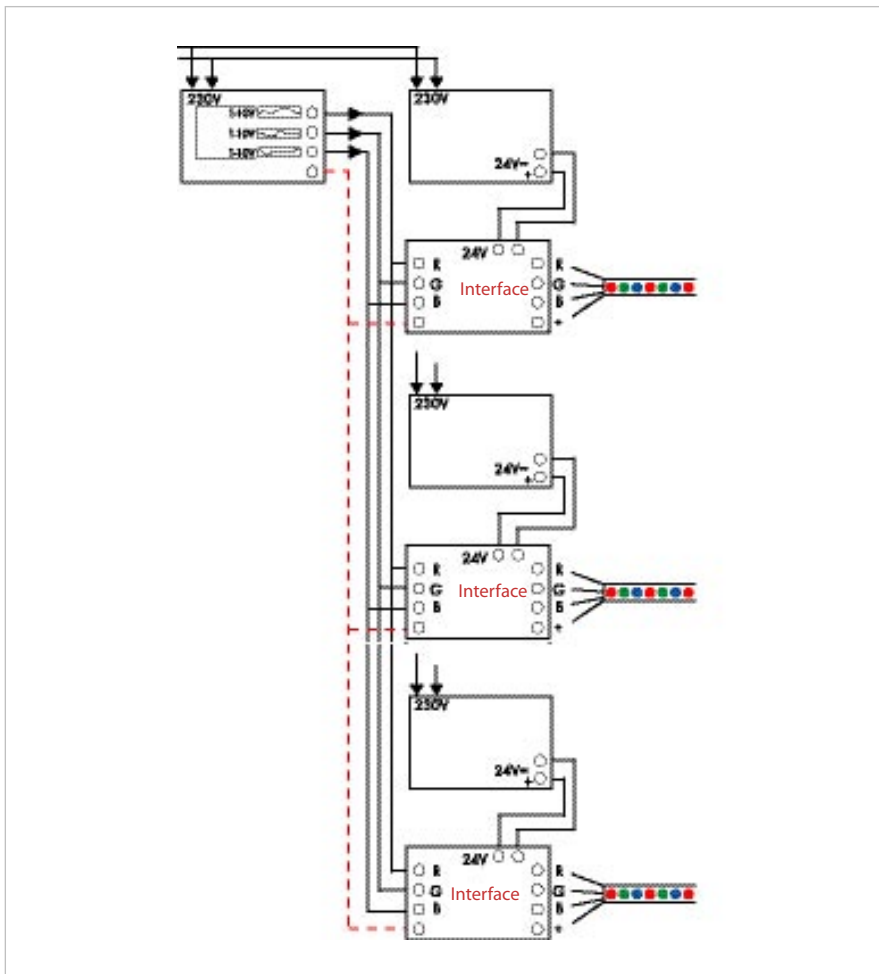 230V
1-10V
1-10V
1-10V
230V
24V=
+
24V
R R
G Interface G
B B
+
230V
24V=
+
24V
R R
G Interface G
B B
+
230V
24V=
+
24V
R R
G Interface G
B B
+